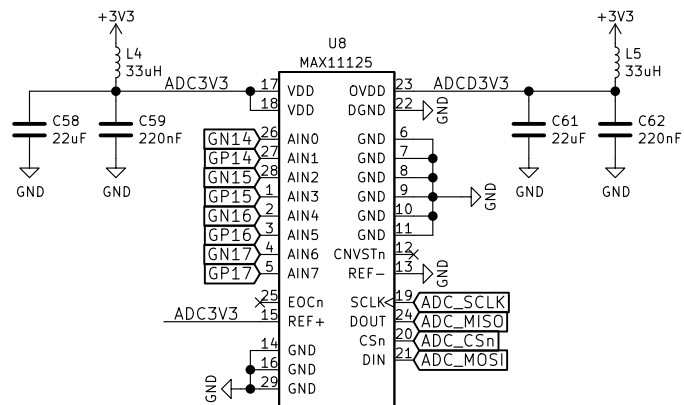 +3V3
L4
33uH
ADC3V3
C58
22uF
C59
220nF
GND
GND
U8
MAX11125
17 VDD
18 VDD
GN14 26 AIN0
GP14 27 AIN1
GN15 28 AIN2
GP15 1 AIN3
GN16 2 AIN4
GP16 3 AIN5
GN17 4 AIN6
GP17 5 AIN7
25 EOCn
ADC3V3 15 REF+
14 GND
16 GND
29 GND
GND
OVDD 23
DGND 22 GND
GND 6
GND 7
GND 8
GND 9 GND
GND 10
GND 11
CNVSTn 12
REF- 13 GND
SCLK 19 ADC_SCLK
DOUT 24 ADC_MISO
CSn 20 ADC_CSn
DIN 21 ADC_MOSI
+3V3
L5
33uH
ADCD3V3
C61
22uF
C62
220nF
GND
GND